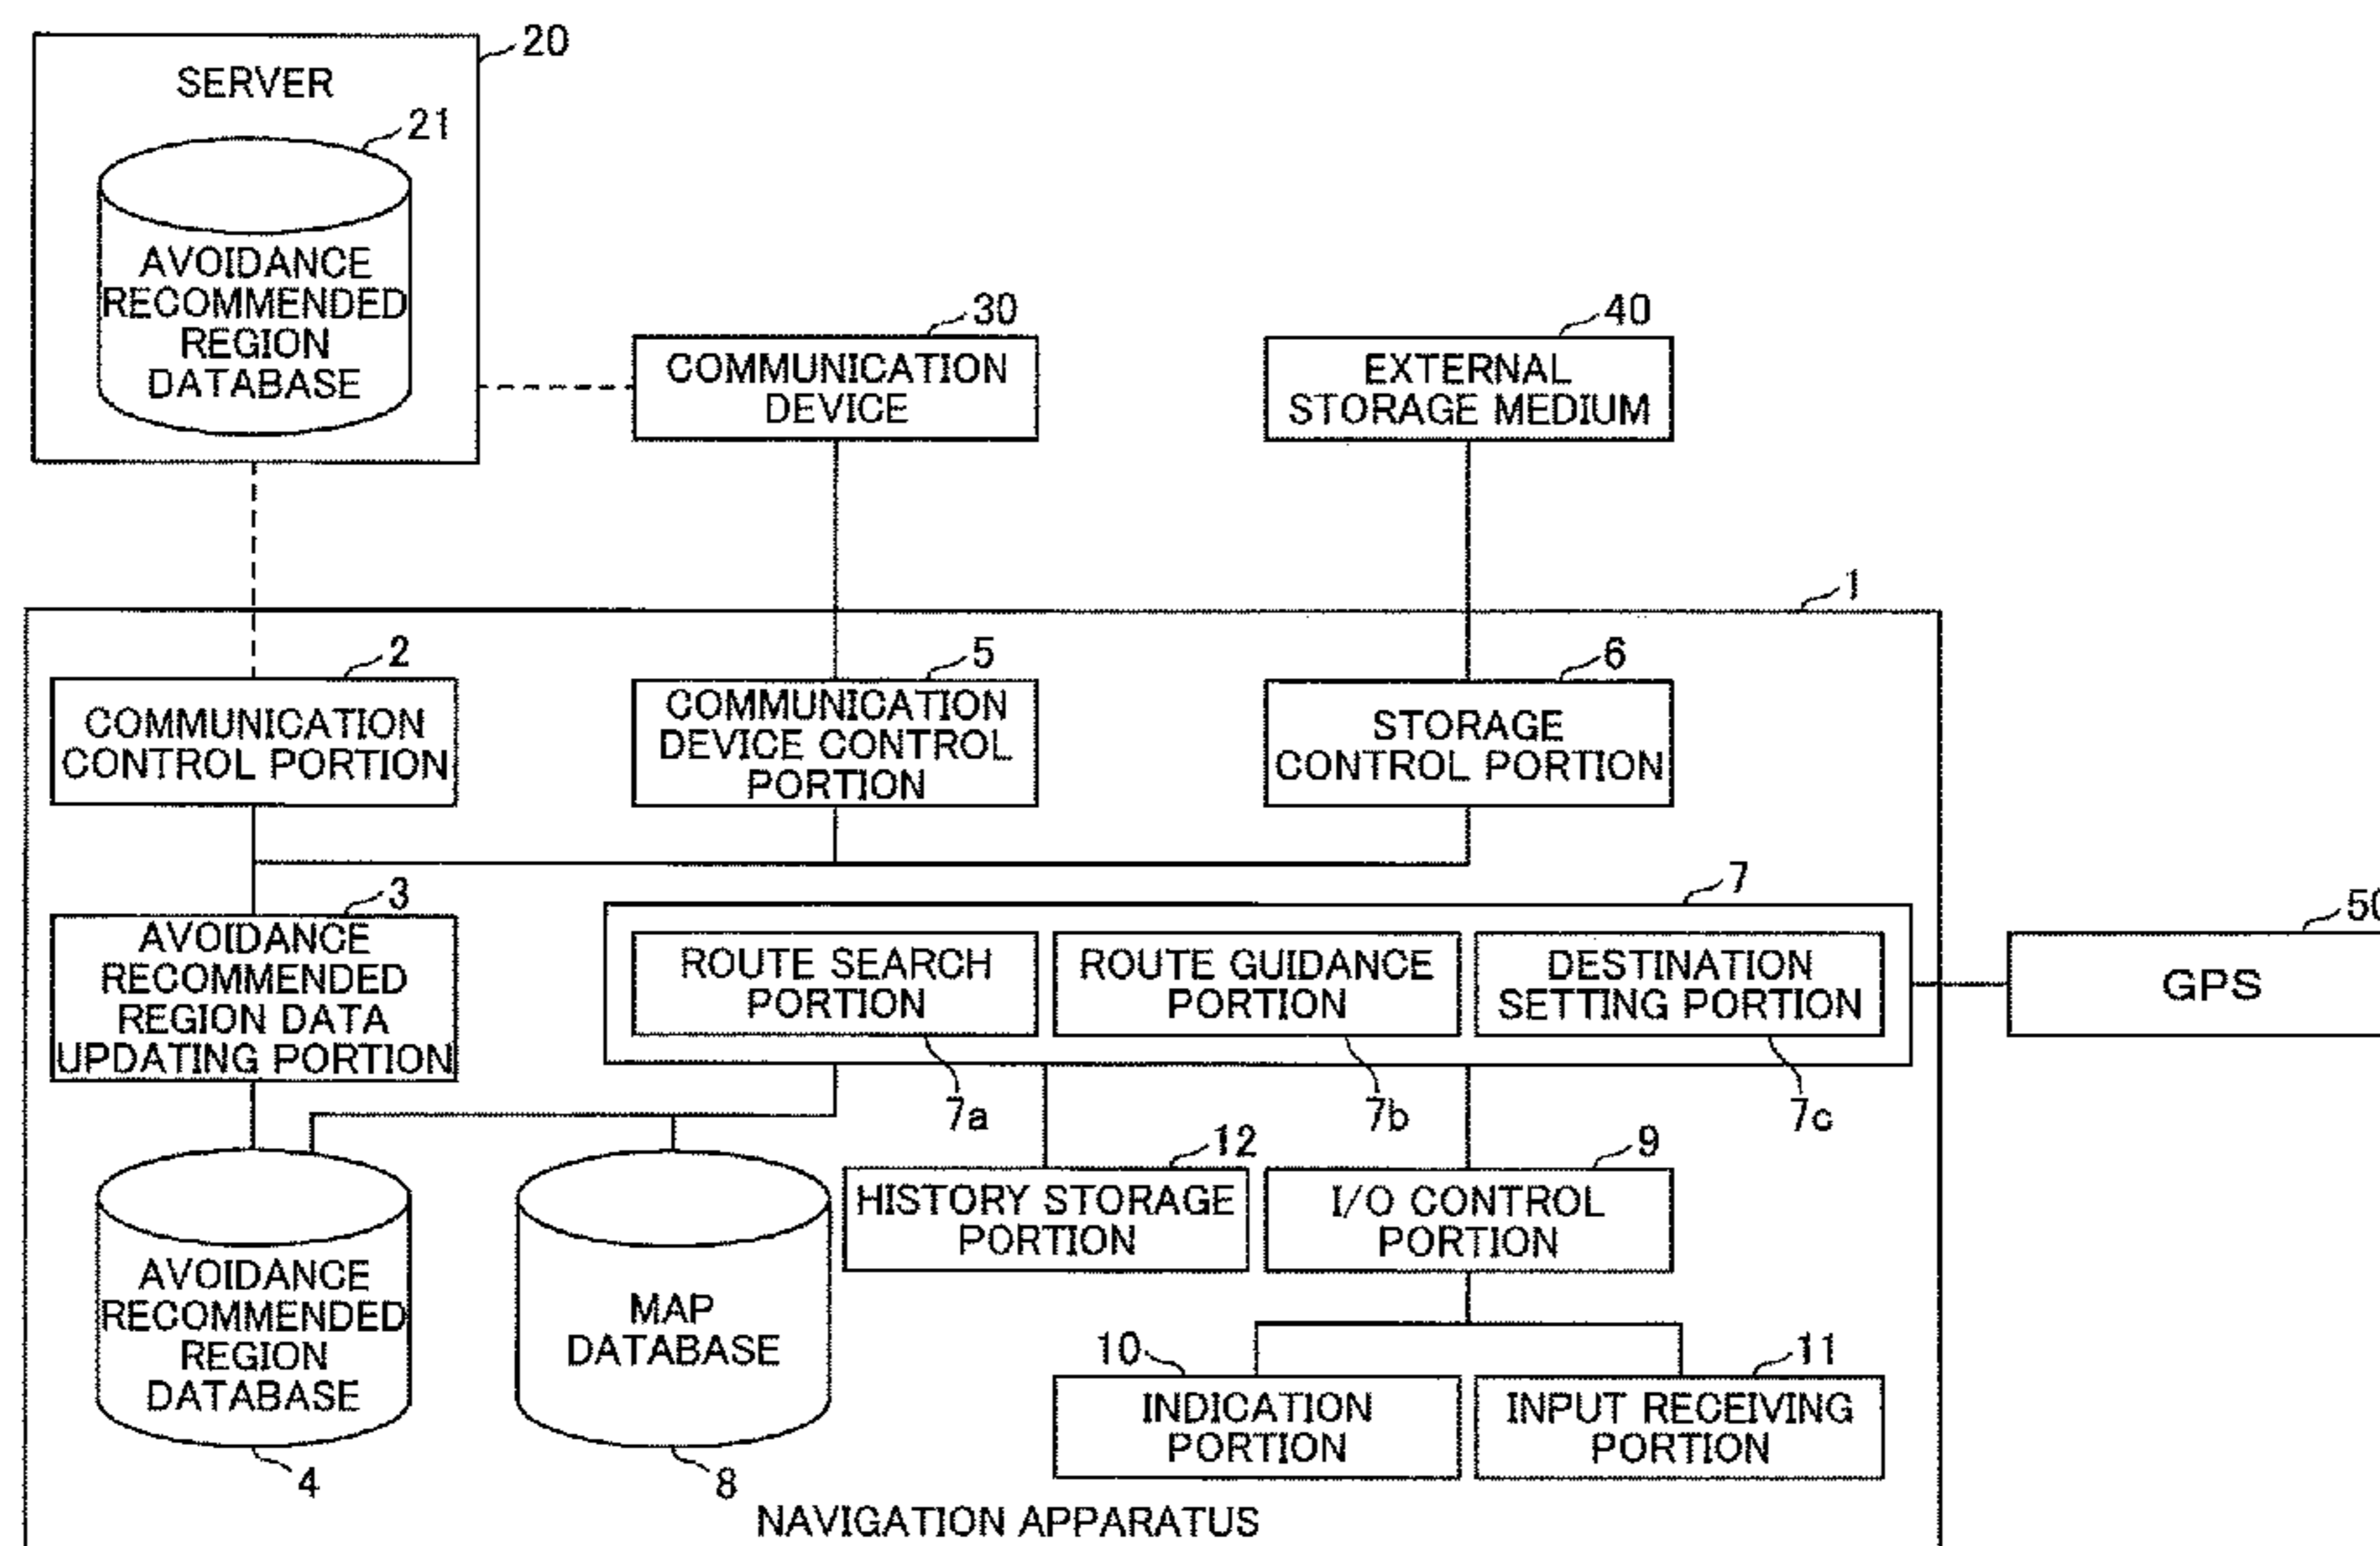 20
SERVER
21
AVOIDANCE
RECOMMENDED
REGION
DATABASE
30
COMMUNICATION
DEVICE
40
EXTERNAL
STORAGE MEDIUM
1
2
COMMUNICATION
CONTROL PORTION
5
COMMUNICATION
DEVICE CONTROL
PORTION
6
STORAGE
CONTROL PORTION
3
AVOIDANCE
RECOMMENDED
REGION DATA
UPDATING PORTION
7
ROUTE SEARCH
PORTION
7a
ROUTE GUIDANCE
PORTION
7b
DESTINATION
SETTING PORTION
7c
50
GPS
AVOIDANCE
RECOMMENDED
REGION
DATABASE
4
MAP
DATABASE
8
12
HISTORY STORAGE
PORTION
9
I/O CONTROL
PORTION
10
INDICATION
PORTION
11
INPUT RECEIVING
PORTION
NAVIGATION APPARATUS